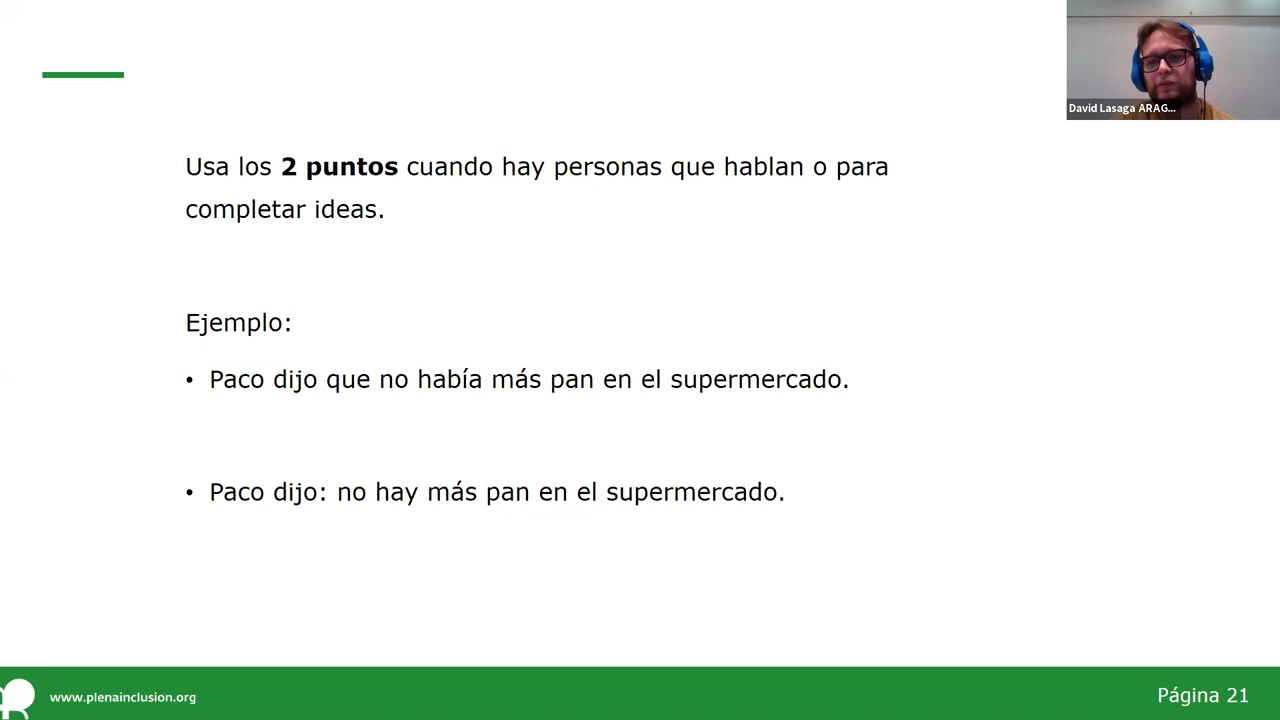 David Lasaga ARAG...
Usa los 2 puntos cuando hay personas que hablan o para
completar ideas.
Ejemplo:
• Paco dijo que no había más pan en el supermercado.
• Paco dijo: no hay más pan en el supermercado.
www.plenainclusion.org
Página 21